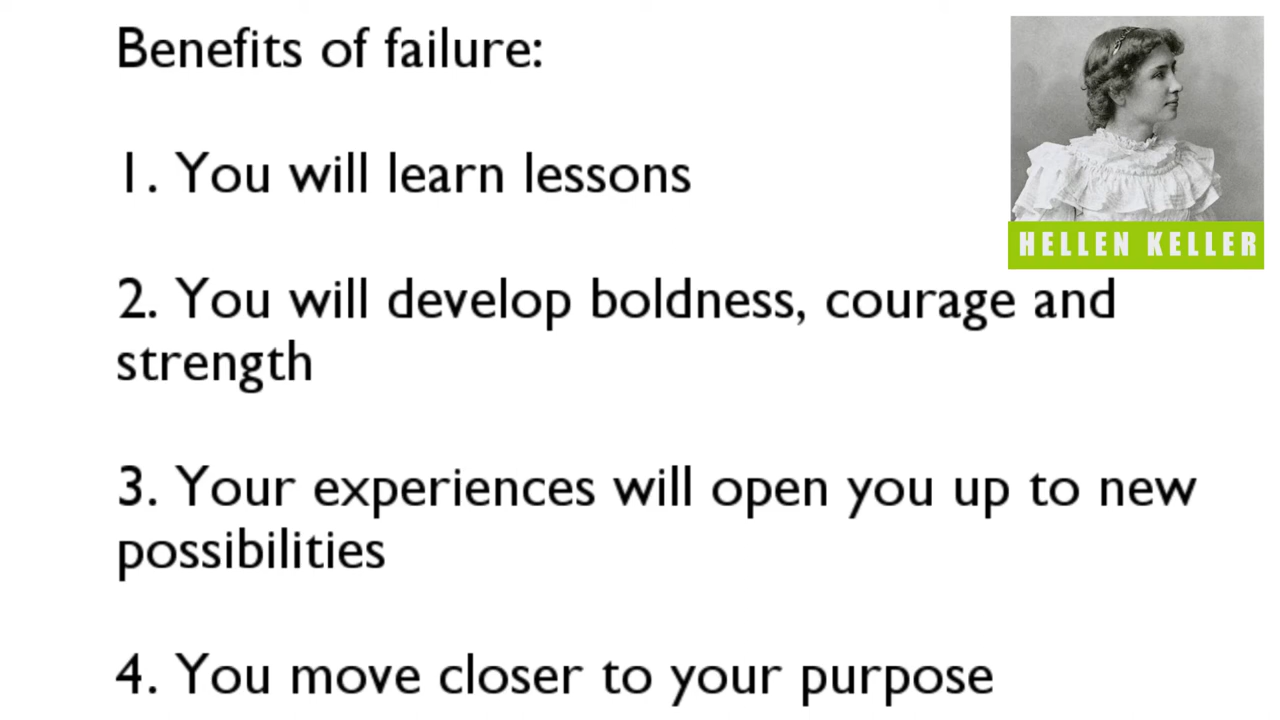 Benefits of failure:
1. You will learn lessons
HELLEN KELLER
2. You will develop boldness, courage and
strength
3. Your experiences will open you up to new
possibilities
4. You move closer to your purpose